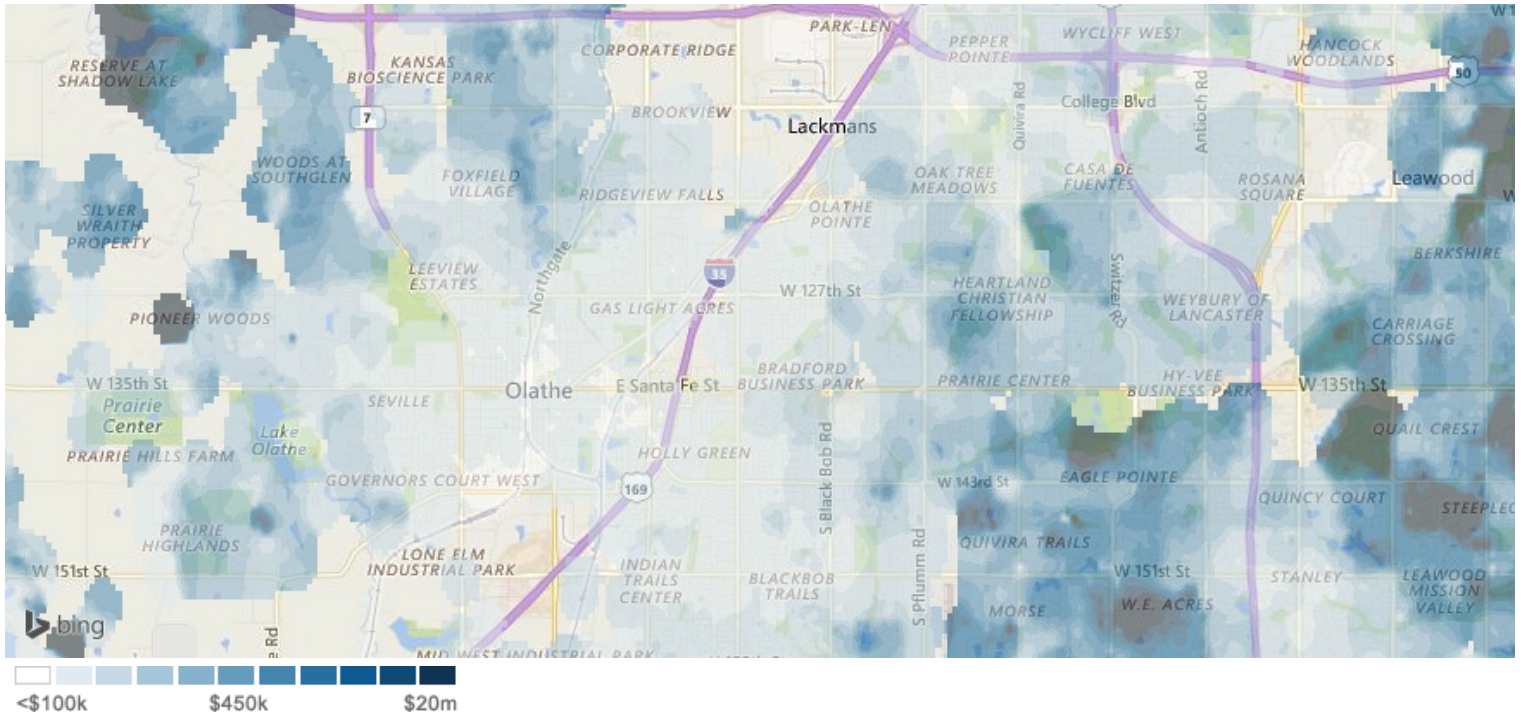 PARK-LEN
WYCLIFF WEST
PEPPER
POINTE
HANCOCK
WOODLANDS
CORPORATE RIDGE
KANSAS
BIOSCIENCE PARK
RESERVE AT
SHADOW LAKE
50
7
BROOKVIEW
Lackmans
College Blvd
Quivira Rd
Antioch Rd
WOODS AT
SOUTHGLEN
FOXFIELD
VILLAGE
RIDGEVIEW FALLS
OAK TREE
MEADOWS
CASA DE
FUENTES
ROSANA
SQUARE
Leawood
SILVER
WRAITH
PROPERTY
OLATHE
POINTE
BERKSHIRE
LEEVIEW
ESTATES
Northgate
35
W 127th St
HEARTLAND
CHRISTIAN
FELLOWSHIP
Switzer Rd
WEYBURY OF
LANCASTER
GAS LIGHT ACRES
PIONEER WOODS
CARRIAGE
CROSSING
W 135th St
Prairie
Center
Olathe
E Santa Fe St
BRADFORD
BUSINESS PARK
PRAIRIE CENTER
HY-VEE
BUSINESS PARK
W 135th St
SEVILLE
Lake
Olathe
QUAIL CREST
PRAIRIE HILLS FARM
HOLLY GREEN
S Black Bob Rd
GOVERNORS COURT WEST
169
W 143rd St
EAGLE POINTE
QUINCY COURT
STEEPLEC
PRAIRIE
HIGHLANDS
QUIVIRA TRAILS
S Pflumm Rd
LONE ELM
INDUSTRIAL PARK
INDIAN
TRAILS
CENTER
BLACKBOB
TRAILS
W 151st St
W 151st St
STANLEY
LEAWOOD
MISSION
VALLEY
MORSE
W.E. ACRES
bing
e Rd
MID WEST INDUSTRIAL PARK
<$100k
$450k
$20m